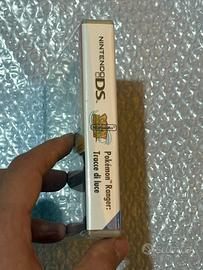 NINTENDO DS
Pokémon Ranger:
Tracce di luce